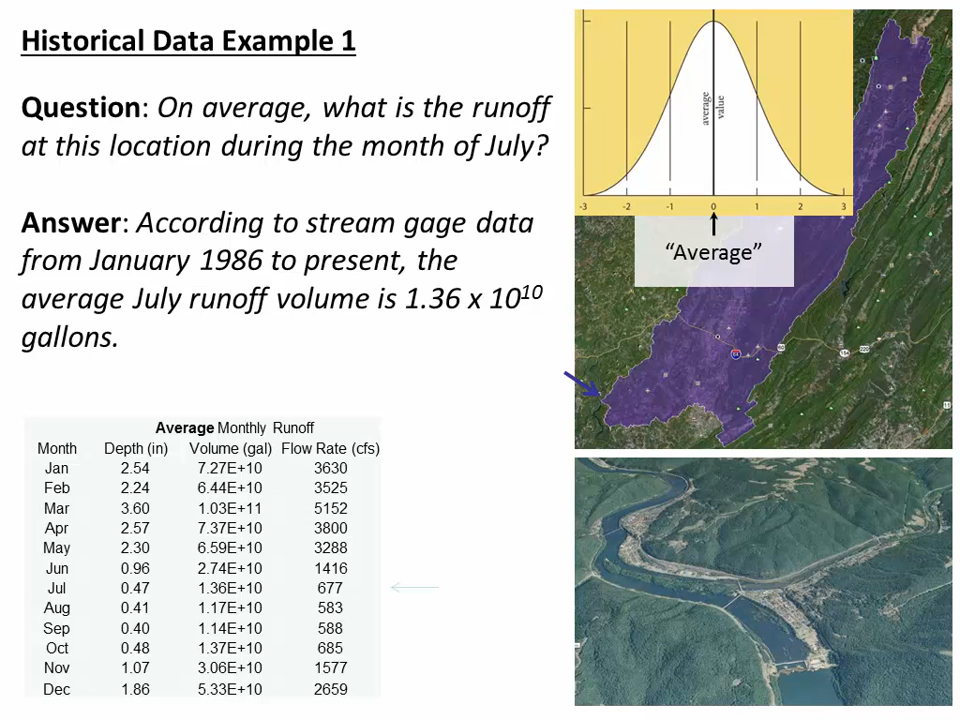 Historical Data Example 1
Question: On average, what is the runoff
at this location during the month of July?
Answer: According to stream gage data
from January 1986 to present, the
average July runoff volume is 1.36 x 10¹⁰
gallons.
Average Monthly Runoff
Month Depth (in) Volume (gal) Flow Rate (cfs)
Jan 2.54 7.27E+10 3630
Feb 2.24 6.44E+10 3525
Mar 3.60 1.03E+11 5152
Apr 2.57 7.37E+10 3800
May 2.30 6.59E+10 3288
Jun 0.96 2.74E+10 1416
Jul 0.47 1.36E+10 677
Aug 0.41 1.17E+10 583
Sep 0.40 1.14E+10 588
Oct 0.48 1.37E+10 685
Nov 1.07 3.06E+10 1577
Dec 1.86 5.33E+10 2659
average
value
-3 -2 -1 0 1 2 3
"Average"
64